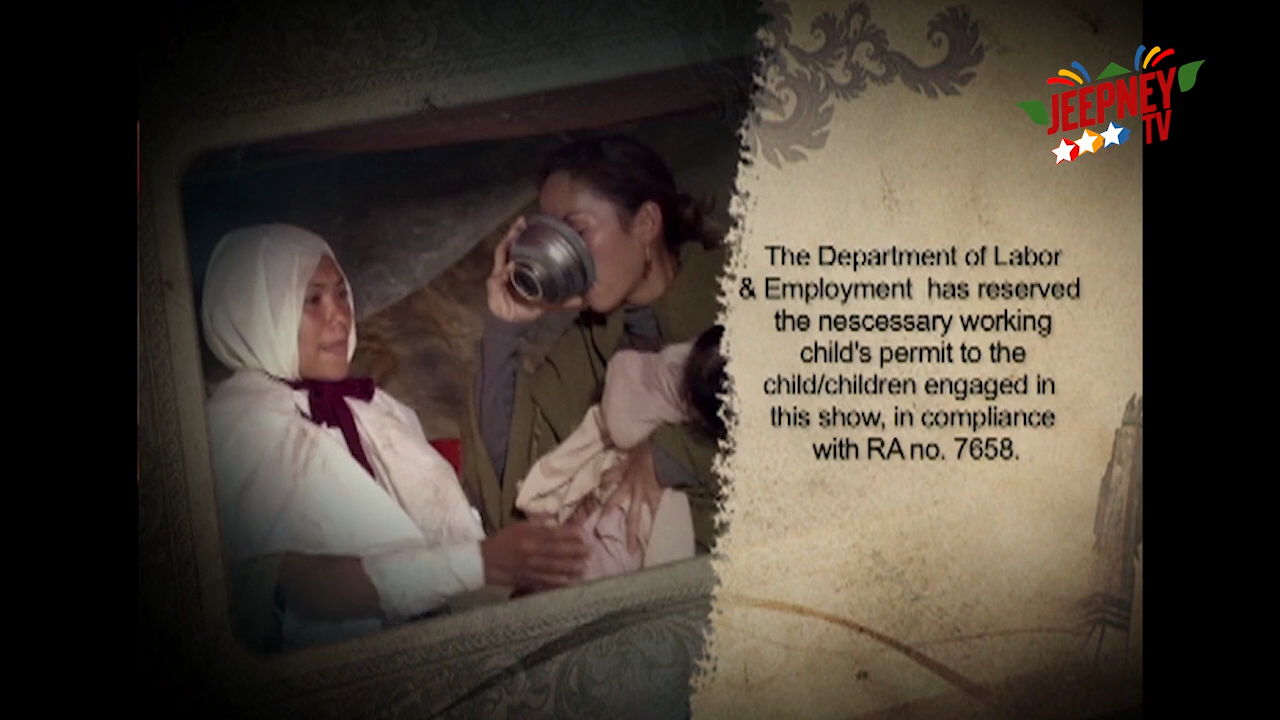 JEEPNEY
TV
The Department of Labor
& Employment has reserved
the nescessary working
child's permit to the
child/children engaged in
this show, in compliance
with RA no. 7658.